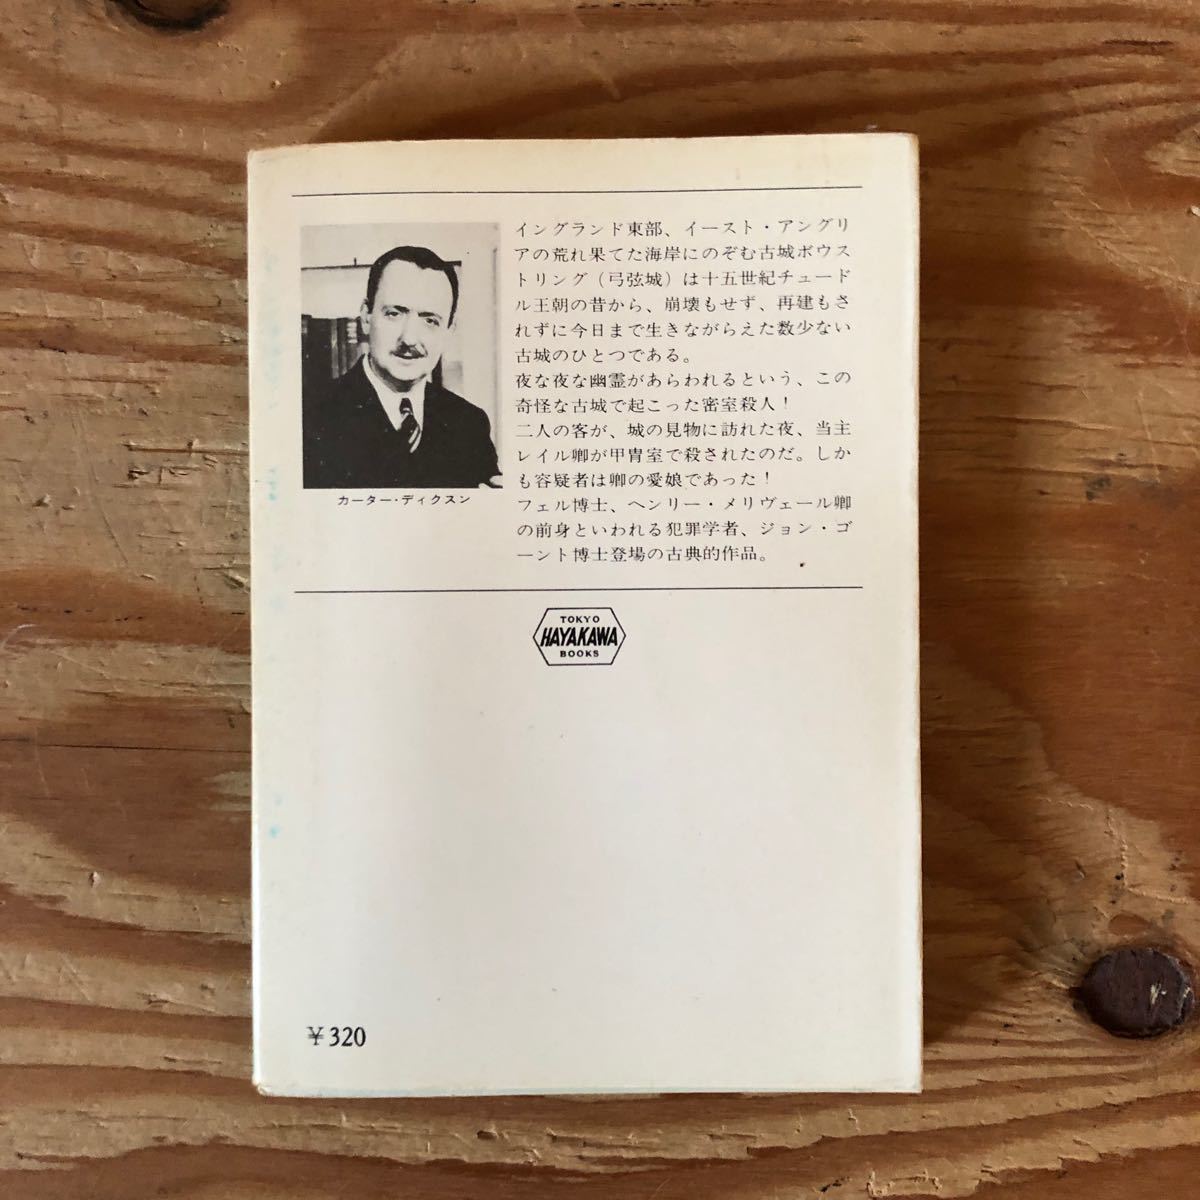 イングランド東部、イースト・アングリ
アの荒れ果てた海岸にのぞむ古城ボウス
トリング（弓弦城）は十五世紀チュード
ル王朝の昔から、崩壊もせず、再建もさ
れずに今日まで生きながらえた数少ない
古城のひとつである。
夜な夜な幽霊があらわれるという、この
奇怪な古城で起こった密室殺人！
二人の客が、城の見物に訪れた夜、当主
レイル卿が甲冑室で殺されたのだ。しか
も容疑者は卿の愛娘であった！
フェル博士、ヘンリー・メリヴェール卿
の前身といわれる犯罪学者、ジョン・ゴ
ーント博士登場の古典的作品。
カーター・ディクスン
TOKYO
HAYAKAWA
BOOKS
¥320